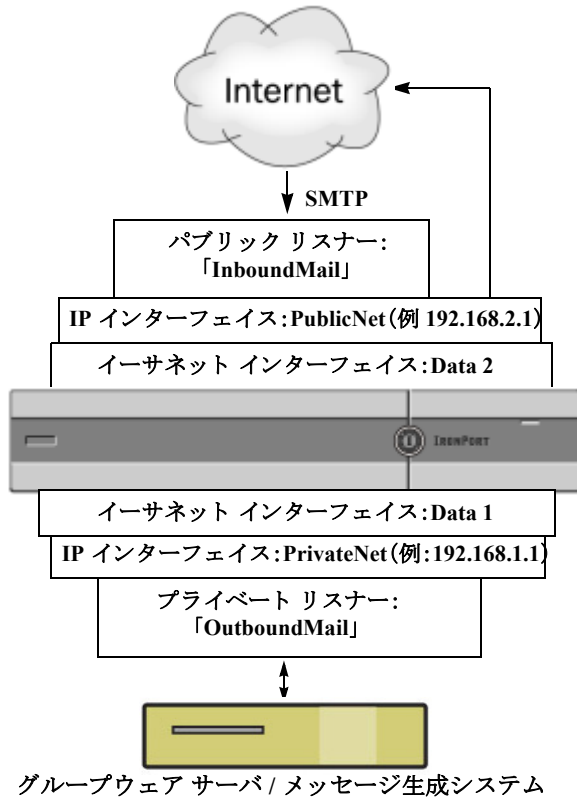 Internet
SMTP
パブリック リスナー:
「InboundMail」
IP インターフェイス:PublicNet(例 192.168.2.1)
イーサネット インターフェイス:Data 2
IRONPORT
イーサネット インターフェイス:Data 1
IP インターフェイス:PrivateNet(例:192.168.1.1)
プライベート リスナー:
「OutboundMail」
グループウェア サーバ / メッセージ生成システム